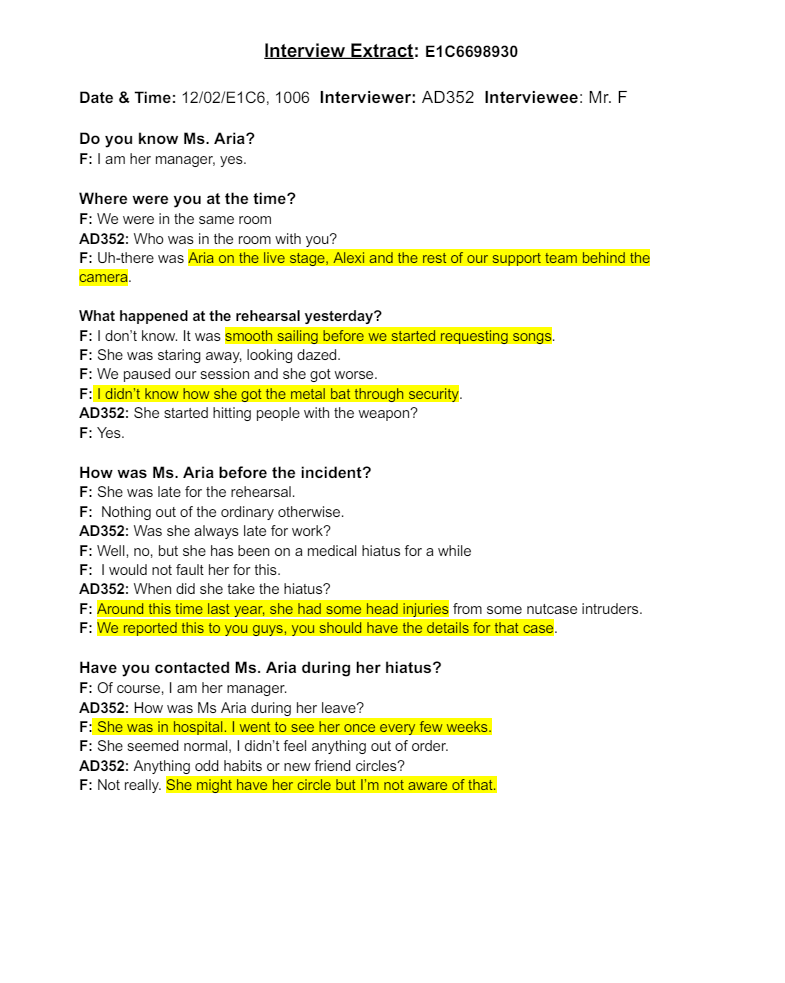 Interview Extract: E1C6698930
Date & Time: 12/02/E1C6, 1006 Interviewer: AD352 Interviewee: Mr. F
Do you know Ms. Aria?
F: I am her manager, yes.
Where were you at the time?
F: We were in the same room
AD352: Who was in the room with you?
F: Uh-there was Aria on the live stage, Alexi and the rest of our support team behind the
camera.
What happened at the rehearsal yesterday?
F: I don’t know. It was smooth sailing before we started requesting songs.
F: She was staring away, looking dazed.
F: We paused our session and she got worse.
F: I didn’t know how she got the metal bat through security.
AD352: She started hitting people with the weapon?
F: Yes.
How was Ms. Aria before the incident?
F: She was late for the rehearsal.
F: Nothing out of the ordinary otherwise.
AD352: Was she always late for work?
F: Well, no, but she has been on a medical hiatus for a while
F: I would not fault her for this.
AD352: When did she take the hiatus?
F: Around this time last year, she had some head injuries from some nutcase intruders.
F: We reported this to you guys, you should have the details for that case.
Have you contacted Ms. Aria during her hiatus?
F: Of course, I am her manager.
AD352: How was Ms Aria during her leave?
F: She was in hospital. I went to see her once every few weeks.
F: She seemed normal, I didn’t feel anything out of order.
AD352: Anything odd habits or new friend circles?
F: Not really. She might have her circle but I’m not aware of that.